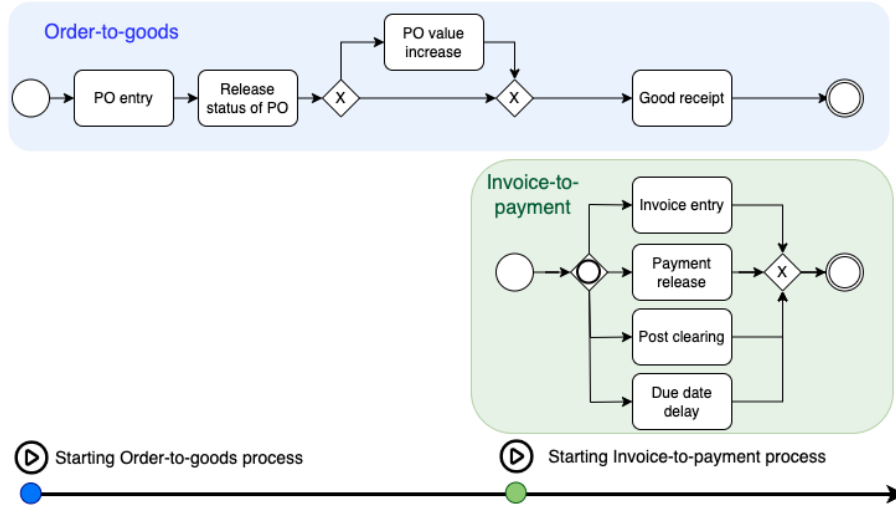 Order-to-goods
PO value
increase
PO entry
Release
status of PO
X
X
Good receipt
Invoice-to-
payment
Invoice entry
Payment
release
X
Post clearing
Due date
delay
Starting Order-to-goods process
Starting Invoice-to-payment process